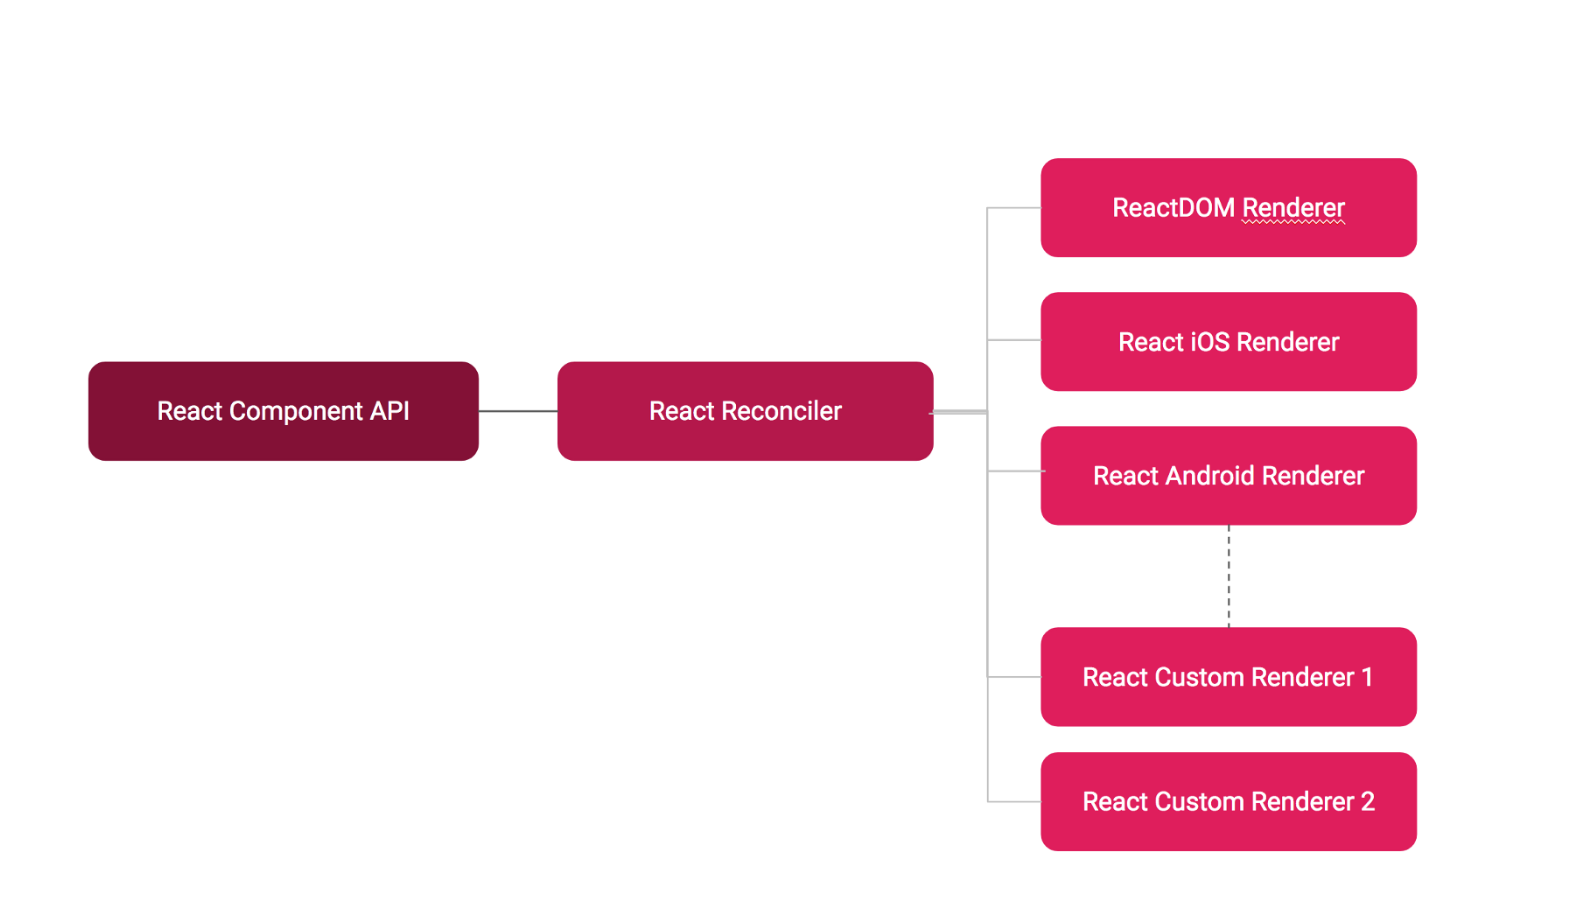 React Component API
React Reconciler
ReactDOM Renderer
React iOS Renderer
React Android Renderer
React Custom Renderer 1
React Custom Renderer 2